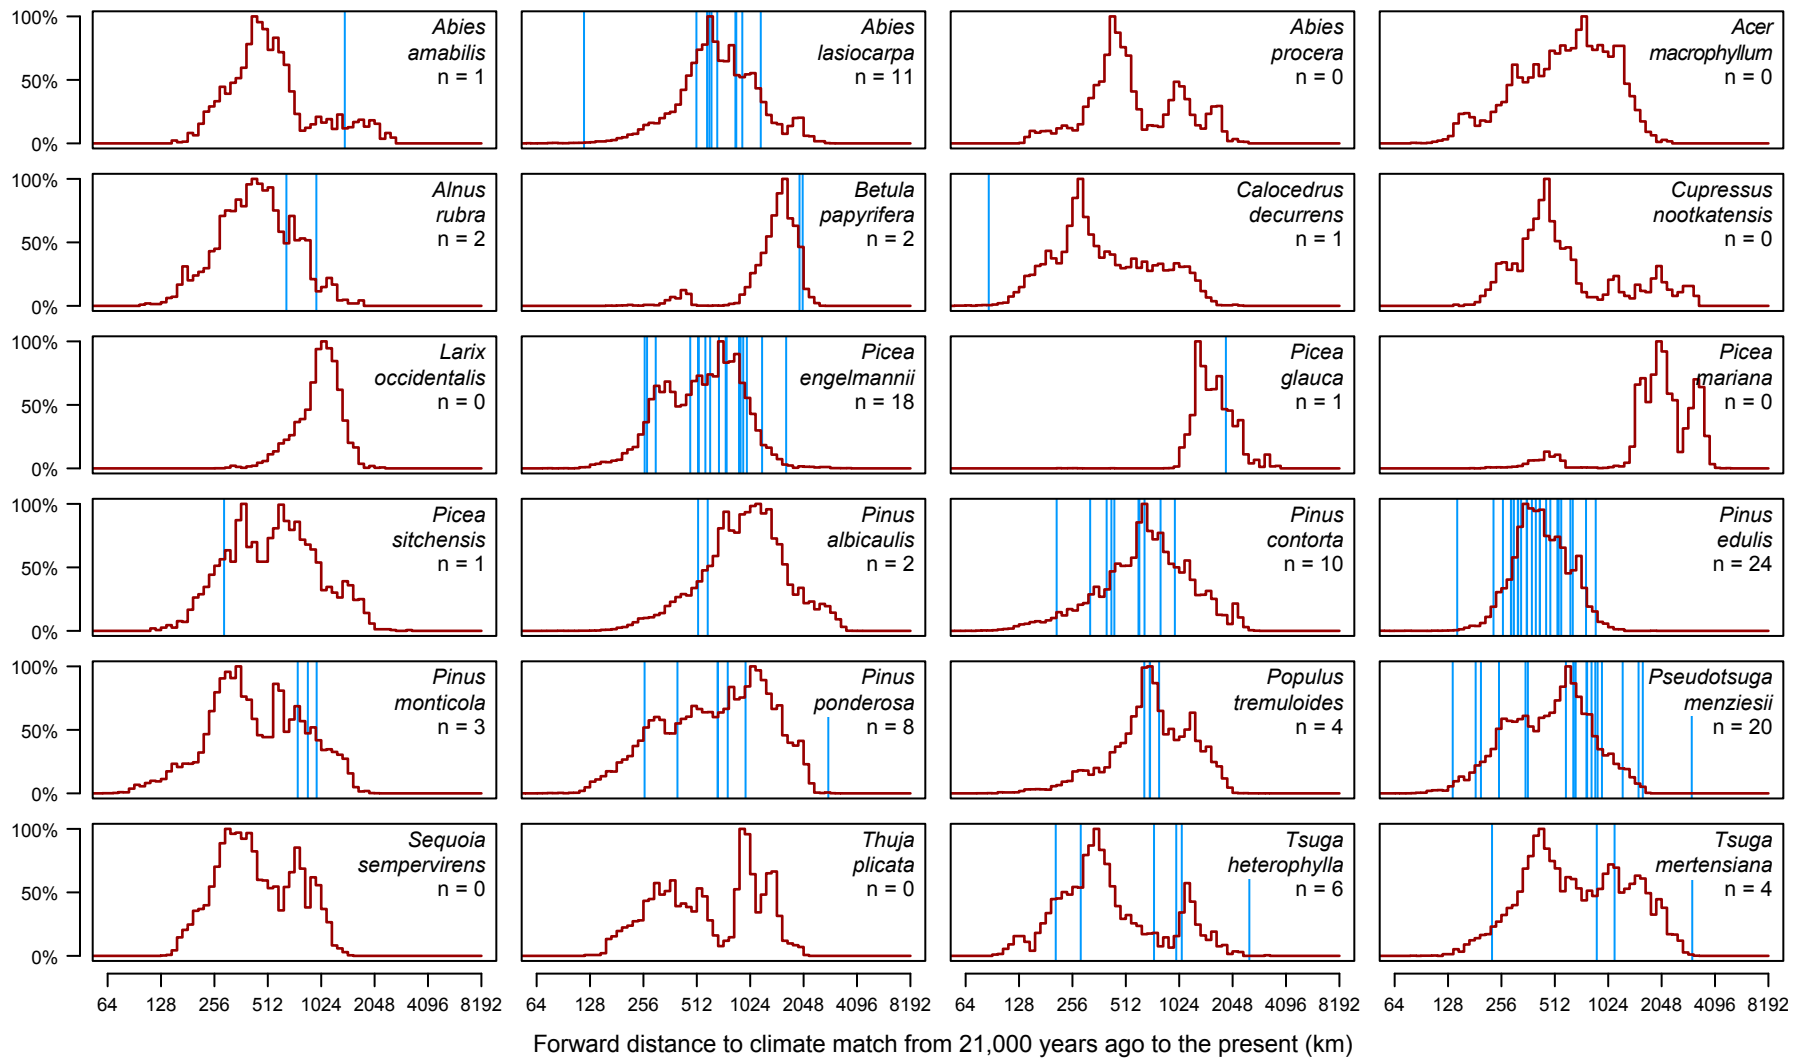 100%
50%
0%
Abies
amabilis
n = 1
Abies
lasiocarpa
n = 11
Abies
procera
n = 0
Acer
macrophyllum
n = 0
100%
50%
0%
Alnus
rubra
n = 2
Betula
papyrifera
n = 2
Calocedrus
decurrens
n = 1
Cupressus
nootkatensis
n = 0
100%
50%
0%
Larix
occidentalis
n = 0
Picea
engelmannii
n = 18
Picea
glauca
n = 1
Picea
mariana
n = 0
100%
50%
0%
Picea
sitchensis
n = 1
Pinus
albicaulis
n = 2
Pinus
contorta
n = 10
Pinus
edulis
n = 24
100%
50%
0%
Pinus
monticola
n = 3
Pinus
ponderosa
n = 8
Populus
tremuloides
n = 4
Pseudotsuga
menziesii
n = 20
100%
50%
0%
Sequoia
sempervirens
n = 0
Thuja
plicata
n = 0
Tsuga
heterophylla
n = 6
Tsuga
mertensiana
n = 4
64 128 256 512 1024 2048 4096 8192
64 128 256 512 1024 2048 4096 8192
64 128 256 512 1024 2048 4096 8192
64 128 256 512 1024 2048 4096 8192
Forward distance to climate match from 21,000 years ago to the present (km)